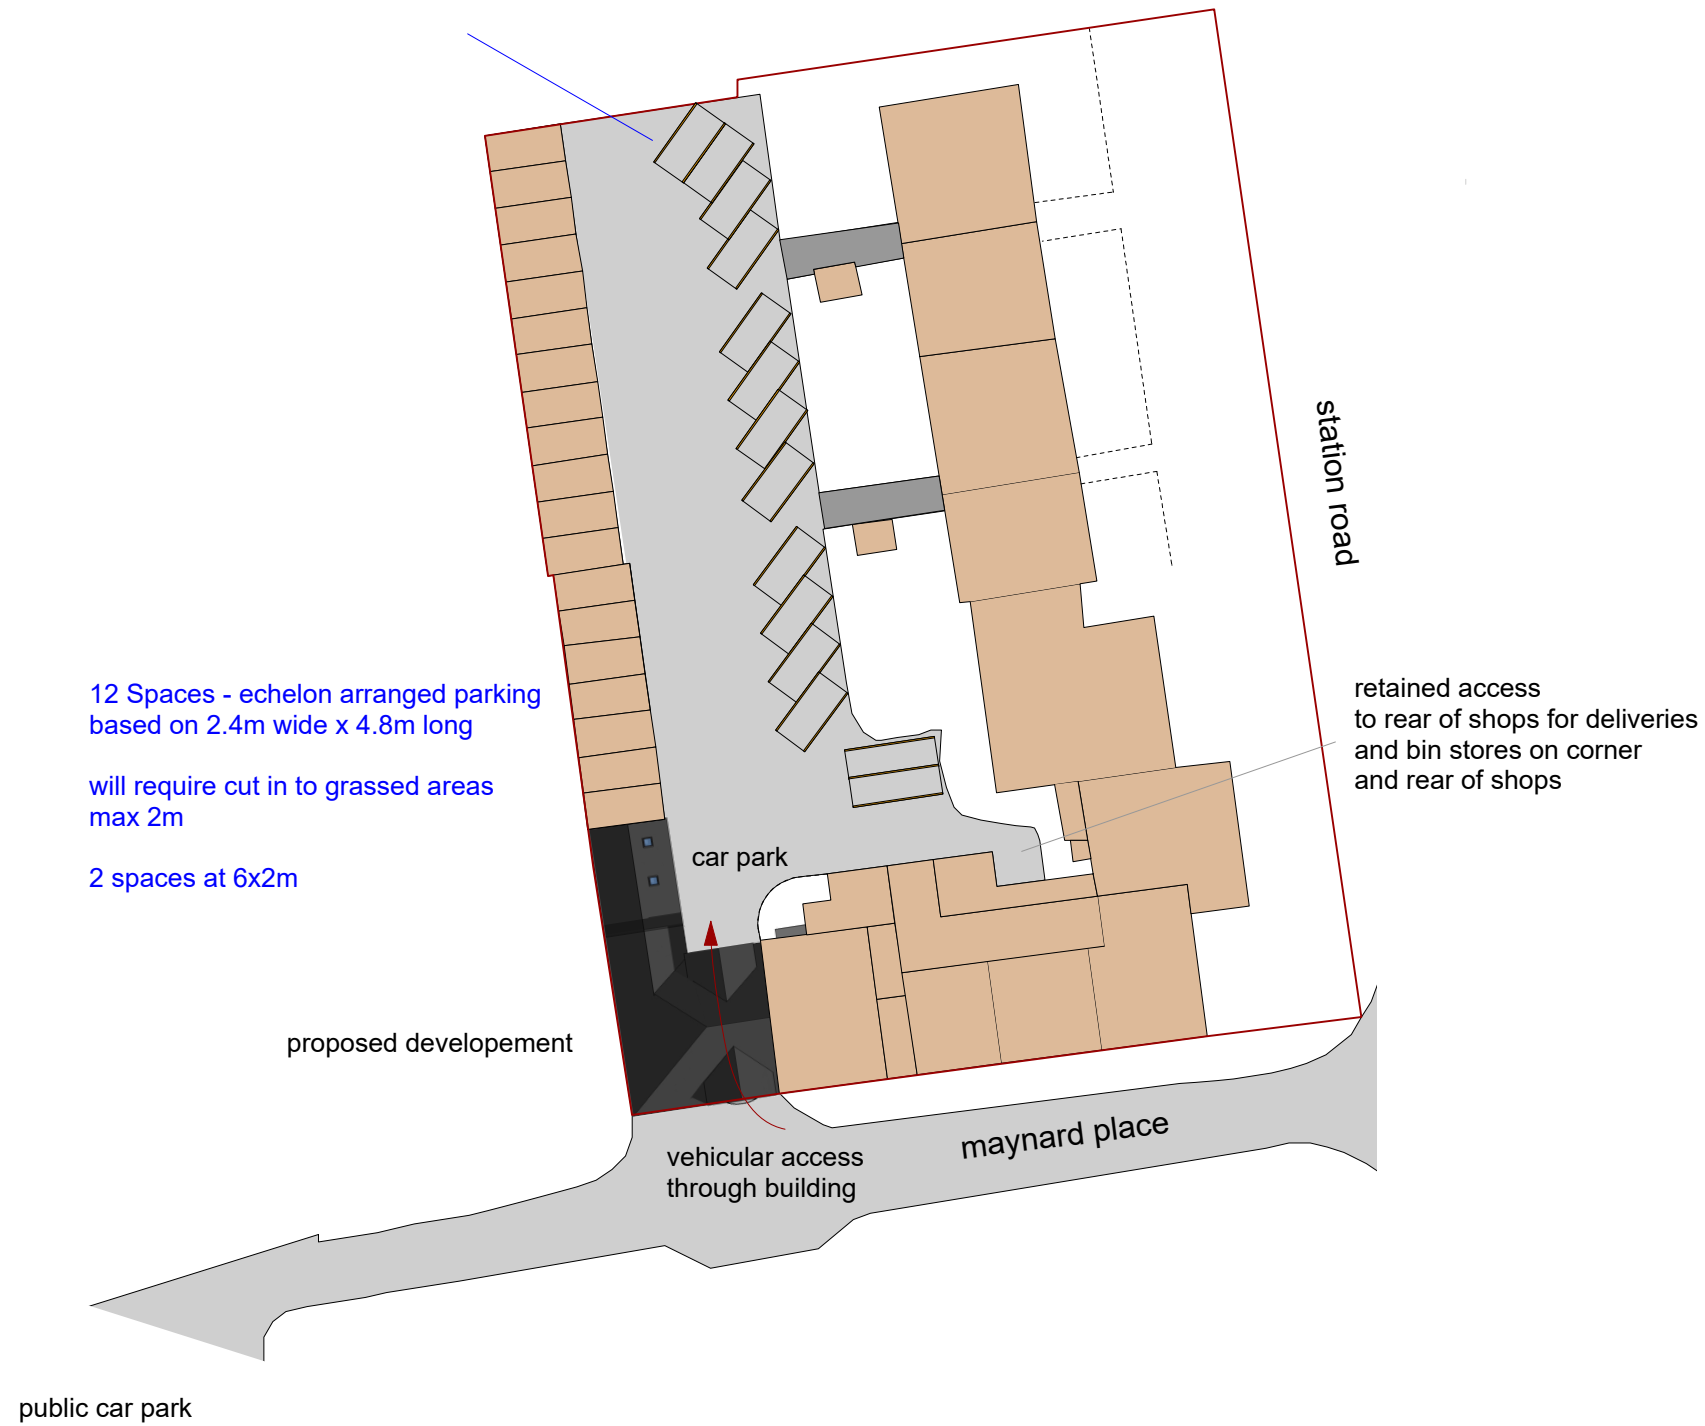 station road
12 Spaces - echelon arranged parking
based on 2.4m wide x 4.8m long
will require cut in to grassed areas
max 2m
2 spaces at 6x2m
retained access
to rear of shops for deliveries
and bin stores on corner
and rear of shops
car park
proposed developement
maynard place
vehicular access
through building
public car park